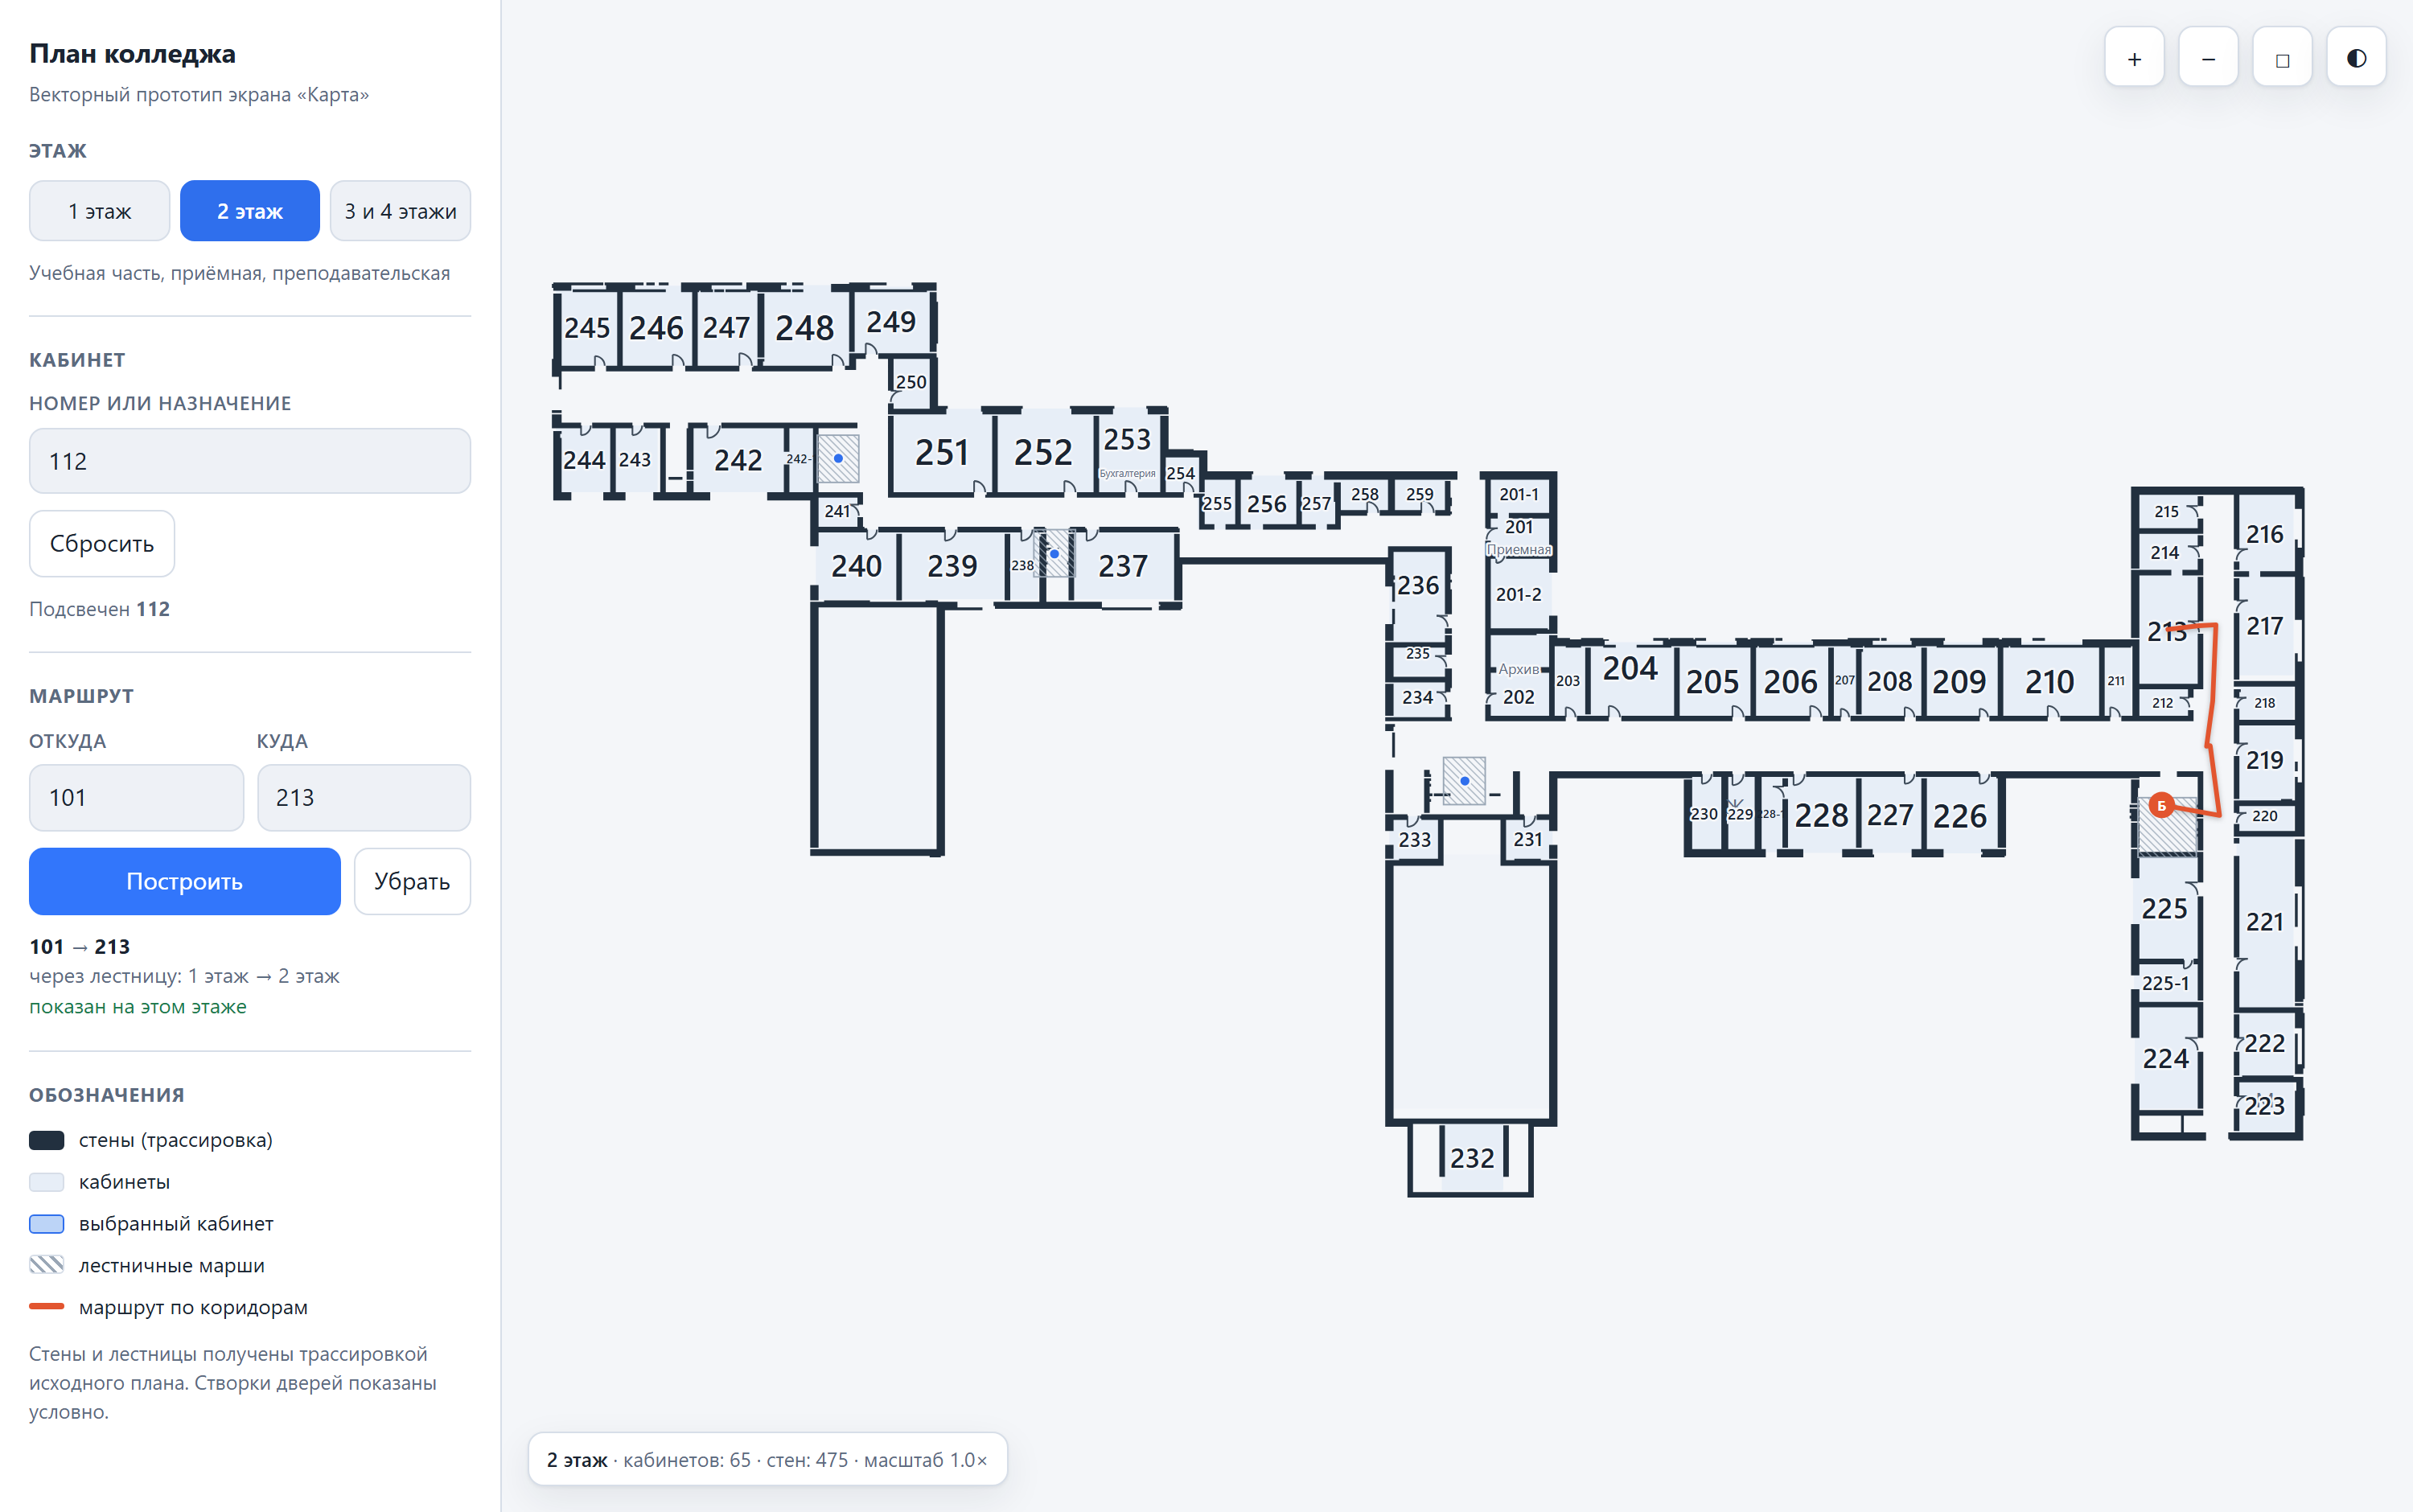 План колледжа
Векторный прототип экрана «Карта»
ЭТАЖ
1 этаж
2 этаж
3 и 4 этажи
Учебная часть, приёмная, преподавательская
КАБИНЕТ
НОМЕР ИЛИ НАЗНАЧЕНИЕ
112
Сбросить
Подсвечен 112
МАРШРУТ
ОТКУДА КУДА
101 213
Построить Убрать
101 → 213
через лестницу: 1 этаж → 2 этаж
показан на этом этаже
ОБОЗНАЧЕНИЯ
стены (трассировка)
кабинеты
выбранный кабинет
лестничные марши
маршрут по коридорам
Стены и лестницы получены трассировкой
исходного плана. Створки дверей показаны
условно.
245 246 247 248 249
250
244 243 242 242-
241
251 252 253
Бухгалтерия
254
255 256 257 258 259
240 239 238 237
201-1
201
Приемная
201-2
Архив
202
236
235
234
203 204 205 206 207 208 209 210 211
215
214
213
212
216
217
218
219
220
221
222
223
233 231
230 229 28- 228 227 226
Б
225
225-1
224
232
2 этаж · кабинетов: 65 · стен: 475 · масштаб 1.0×